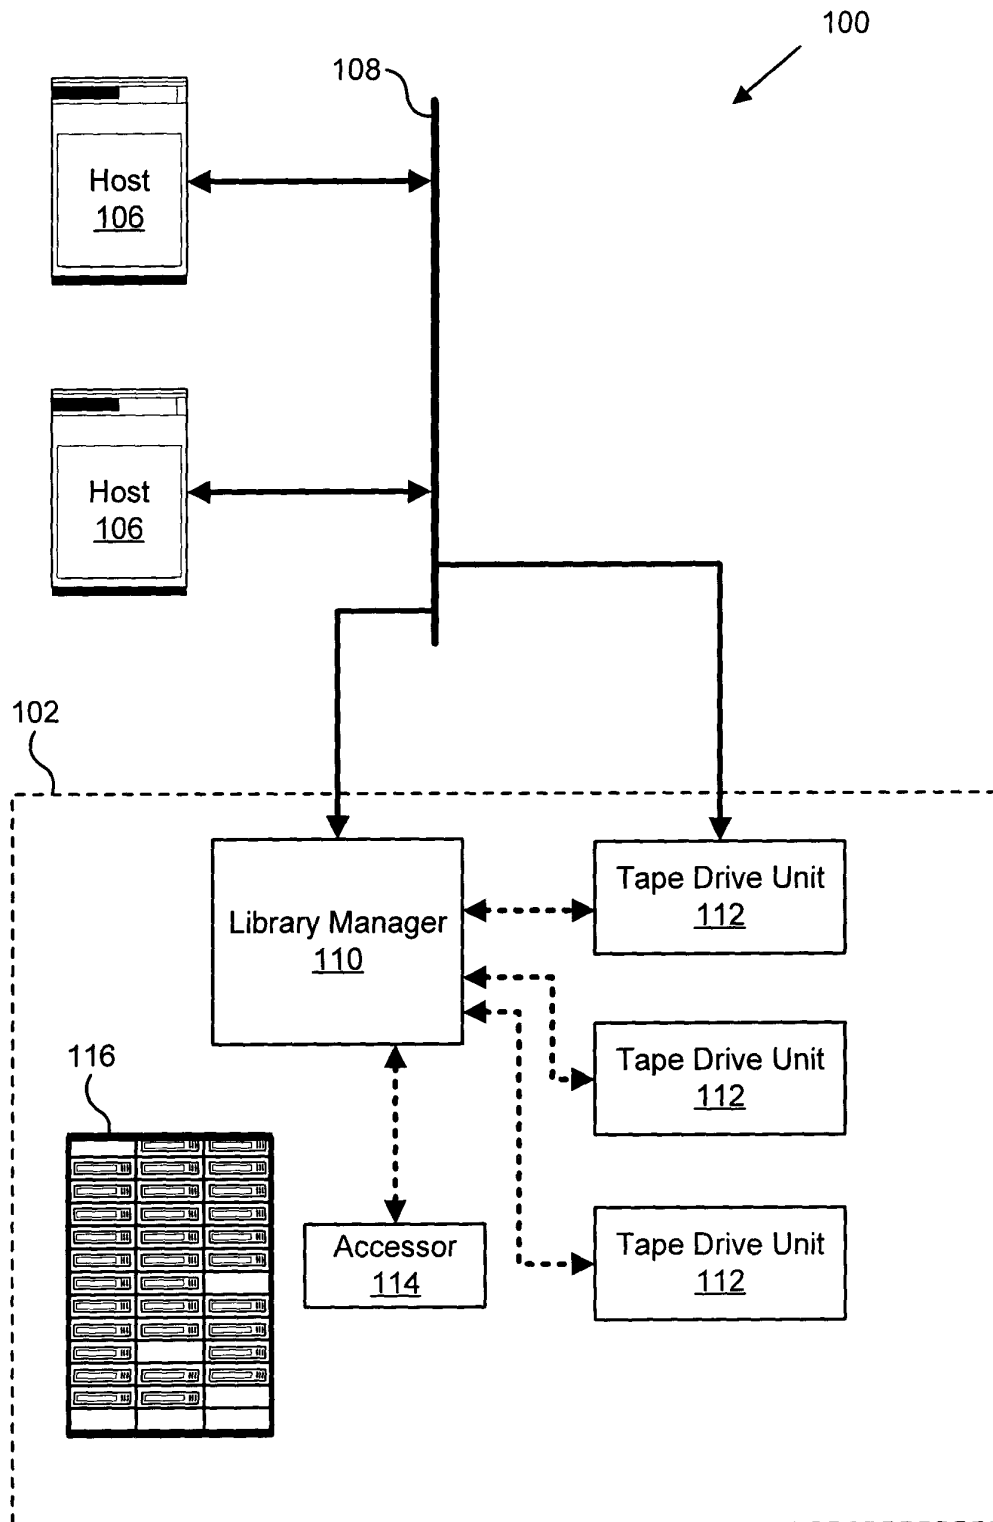 100
108
Host
106
Host
106
102
Library Manager
110
Tape Drive Unit
112
Tape Drive Unit
112
116
Accessor
114
Tape Drive Unit
112